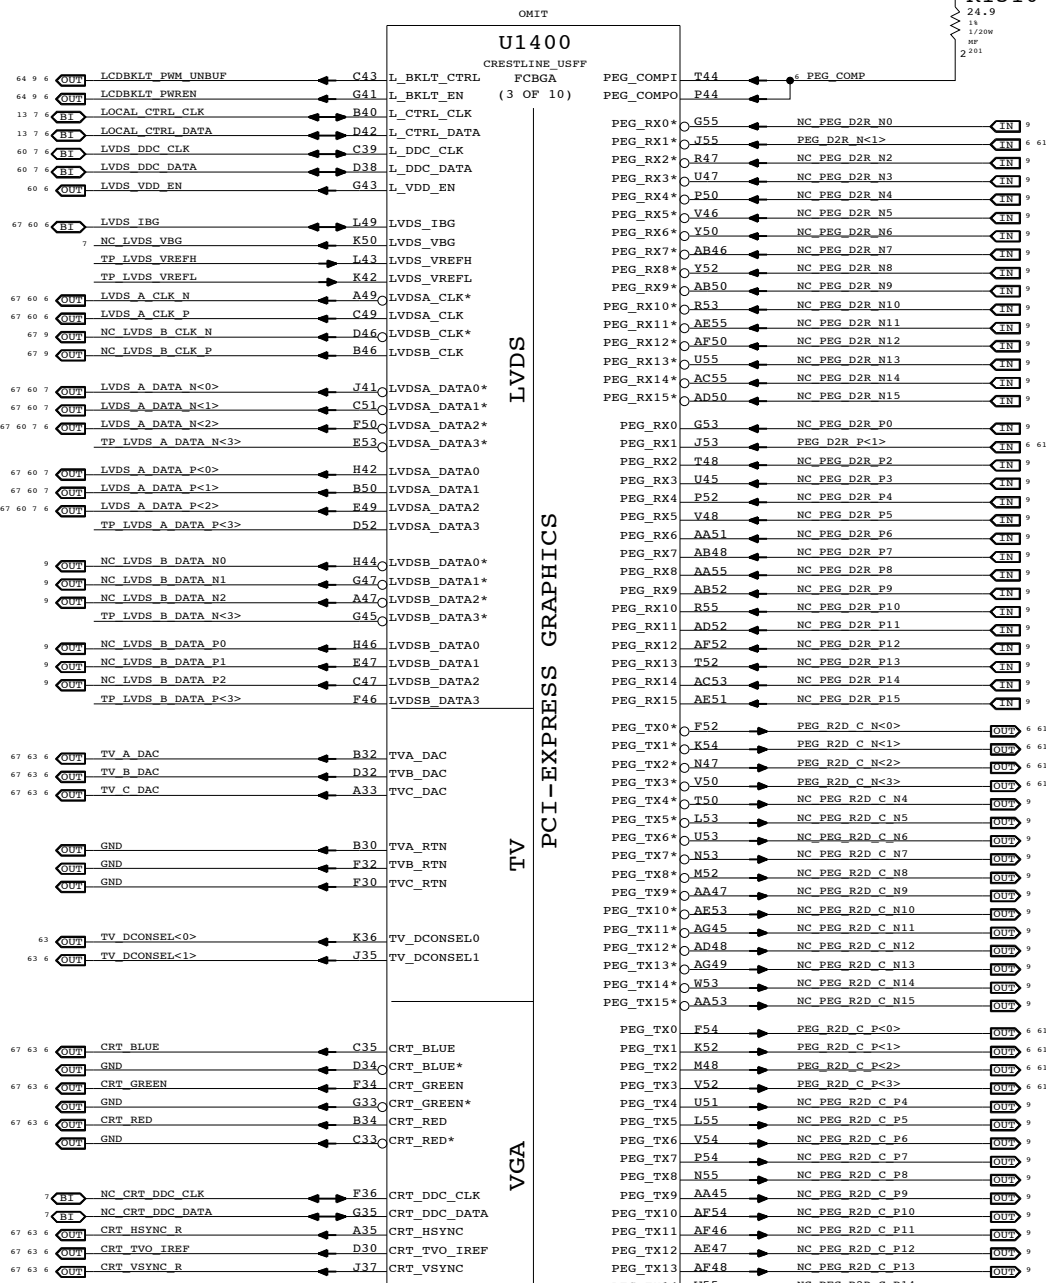 OMIT
U1400
CRESTLINE_USFF
FCBGA
(3 OF 10)
24.9
1%
1/20W
MF
201
2
64 9 6 OUT LCDBKLT_PWM_UNBUF C43 L_BKLT_CTRL
64 9 6 OUT LCDBKLT_PWREN G41 L_BKLT_EN
13 7 6 BI LOCAL_CTRL_CLK B40 L_CTRL_CLK
13 7 6 BI LOCAL_CTRL_DATA D42 L_CTRL_DATA
60 7 6 BI LVDS_DDC_CLK C39 L_DDC_CLK
60 7 6 BI LVDS_DDC_DATA D38 L_DDC_DATA
60 6 OUT LVDS_VDD_EN G43 L_VDD_EN
67 60 6 BI LVDS_IBG L49 LVDS_IBG
7 NC_LVDS_VBG K50 LVDS_VBG
TP_LVDS_VREFH L43 LVDS_VREFH
TP_LVDS_VREFL K42 LVDS_VREFL
67 60 6 OUT LVDS_A_CLK_N A49 LVDSA_CLK*
67 60 6 OUT LVDS_A_CLK_P C49 LVDSA_CLK
67 9 OUT NC_LVDS_B_CLK_N D46 LVDSB_CLK*
67 9 OUT NC_LVDS_B_CLK_P B46 LVDSB_CLK
67 60 7 OUT LVDS_A_DATA_N<0> J41 LVDSA_DATA0*
67 60 7 OUT LVDS_A_DATA_N<1> C51 LVDSA_DATA1*
67 60 7 6 OUT LVDS_A_DATA_N<2> F50 LVDSA_DATA2*
TP_LVDS_A_DATA_N<3> E53 LVDSA_DATA3*
67 60 7 OUT LVDS_A_DATA_P<0> H42 LVDSA_DATA0
67 60 7 OUT LVDS_A_DATA_P<1> B50 LVDSA_DATA1
67 60 7 6 OUT LVDS_A_DATA_P<2> E49 LVDSA_DATA2
TP_LVDS_A_DATA_P<3> D52 LVDSA_DATA3
9 OUT NC_LVDS_B_DATA_N0 H44 LVDSB_DATA0*
9 OUT NC_LVDS_B_DATA_N1 G47 LVDSB_DATA1*
9 OUT NC_LVDS_B_DATA_N2 A47 LVDSB_DATA2*
TP_LVDS_B_DATA_N<3> G45 LVDSB_DATA3*
9 OUT NC_LVDS_B_DATA_P0 H46 LVDSB_DATA0
9 OUT NC_LVDS_B_DATA_P1 E47 LVDSB_DATA1
9 OUT NC_LVDS_B_DATA_P2 C47 LVDSB_DATA2
TP_LVDS_B_DATA_P<3> F46 LVDSB_DATA3
67 63 6 OUT TV_A_DAC B32 TVA_DAC
67 63 6 OUT TV_B_DAC D32 TVB_DAC
67 63 6 OUT TV_C_DAC A33 TVC_DAC
OUT GND B30 TVA_RTN
OUT GND F32 TVB_RTN
OUT GND F30 TVC_RTN
63 OUT TV_DCONSEL<0> K36 TV_DCONSEL0
63 6 OUT TV_DCONSEL<1> J35 TV_DCONSEL1
67 63 6 OUT CRT_BLUE C35 CRT_BLUE
OUT GND D34 CRT_BLUE*
67 63 6 OUT CRT_GREEN F34 CRT_GREEN
OUT GND G33 CRT_GREEN*
67 63 6 OUT CRT_RED B34 CRT_RED
OUT GND C33 CRT_RED*
7 BI NC_CRT_DDC_CLK F36 CRT_DDC_CLK
7 BI NC_CRT_DDC_DATA G35 CRT_DDC_DATA
67 63 6 OUT CRT_HSYNC_R A35 CRT_HSYNC
67 63 6 OUT CRT_TVO_IREF D30 CRT_TVO_IREF
67 63 6 OUT CRT_VSYNC_R J37 CRT_VSYNC
LVDS
TV
VGA
PCI-EXPRESS GRAPHICS
PEG_COMPI T44 6 PEG_COMP
PEG_COMPO P44
PEG_RX0* G55 NC_PEG_D2R_N0 IN 9
PEG_RX1* J55 PEG_D2R_N<1> IN 6 61
PEG_RX2* R47 NC_PEG_D2R_N2 IN 9
PEG_RX3* U47 NC_PEG_D2R_N3 IN 9
PEG_RX4* P50 NC_PEG_D2R_N4 IN 9
PEG_RX5* V46 NC_PEG_D2R_N5 IN 9
PEG_RX6* Y50 NC_PEG_D2R_N6 IN 9
PEG_RX7* AB46 NC_PEG_D2R_N7 IN 9
PEG_RX8* Y52 NC_PEG_D2R_N8 IN 9
PEG_RX9* AB50 NC_PEG_D2R_N9 IN 9
PEG_RX10* R53 NC_PEG_D2R_N10 IN 9
PEG_RX11* AE55 NC_PEG_D2R_N11 IN 9
PEG_RX12* AF50 NC_PEG_D2R_N12 IN 9
PEG_RX13* U55 NC_PEG_D2R_N13 IN 9
PEG_RX14* AC55 NC_PEG_D2R_N14 IN 9
PEG_RX15* AD50 NC_PEG_D2R_N15 IN 9
PEG_RX0 G53 NC_PEG_D2R_P0 IN 9
PEG_RX1 J53 PEG_D2R_P<1> IN 6 61
PEG_RX2 T48 NC_PEG_D2R_P2 IN 9
PEG_RX3 U45 NC_PEG_D2R_P3 IN 9
PEG_RX4 P52 NC_PEG_D2R_P4 IN 9
PEG_RX5 V48 NC_PEG_D2R_P5 IN 9
PEG_RX6 AA51 NC_PEG_D2R_P6 IN 9
PEG_RX7 AB48 NC_PEG_D2R_P7 IN 9
PEG_RX8 AA55 NC_PEG_D2R_P8 IN 9
PEG_RX9 AB52 NC_PEG_D2R_P9 IN 9
PEG_RX10 R55 NC_PEG_D2R_P10 IN 9
PEG_RX11 AD52 NC_PEG_D2R_P11 IN 9
PEG_RX12 AF52 NC_PEG_D2R_P12 IN 9
PEG_RX13 T52 NC_PEG_D2R_P13 IN 9
PEG_RX14 AC53 NC_PEG_D2R_P14 IN 9
PEG_RX15 AE51 NC_PEG_D2R_P15 IN 9
PEG_TX0* F52 PEG_R2D_C_N<0> OUT 6 61
PEG_TX1* K54 PEG_R2D_C_N<1> OUT 6 61
PEG_TX2* N47 PEG_R2D_C_N<2> OUT 6 61
PEG_TX3* V50 PEG_R2D_C_N<3> OUT 6 61
PEG_TX4* T50 NC_PEG_R2D_C_N4 OUT 9
PEG_TX5* L53 NC_PEG_R2D_C_N5 OUT 9
PEG_TX6* U53 NC_PEG_R2D_C_N6 OUT 9
PEG_TX7* N53 NC_PEG_R2D_C_N7 OUT 9
PEG_TX8* M52 NC_PEG_R2D_C_N8 OUT 9
PEG_TX9* AA47 NC_PEG_R2D_C_N9 OUT 9
PEG_TX10* AE53 NC_PEG_R2D_C_N10 OUT 9
PEG_TX11* AG45 NC_PEG_R2D_C_N11 OUT 9
PEG_TX12* AD48 NC_PEG_R2D_C_N12 OUT 9
PEG_TX13* AG49 NC_PEG_R2D_C_N13 OUT 9
PEG_TX14* W53 NC_PEG_R2D_C_N14 OUT 9
PEG_TX15* AA53 NC_PEG_R2D_C_N15 OUT 9
PEG_TX0 F54 PEG_R2D_C_P<0> OUT 6 61
PEG_TX1 K52 PEG_R2D_C_P<1> OUT 6 61
PEG_TX2 M48 PEG_R2D_C_P<2> OUT 6 61
PEG_TX3 V52 PEG_R2D_C_P<3> OUT 6 61
PEG_TX4 U51 NC_PEG_R2D_C_P4 OUT 9
PEG_TX5 L55 NC_PEG_R2D_C_P5 OUT 9
PEG_TX6 V54 NC_PEG_R2D_C_P6 OUT 9
PEG_TX7 P54 NC_PEG_R2D_C_P7 OUT 9
PEG_TX8 N55 NC_PEG_R2D_C_P8 OUT 9
PEG_TX9 AA45 NC_PEG_R2D_C_P9 OUT 9
PEG_TX10 AF54 NC_PEG_R2D_C_P10 OUT 9
PEG_TX11 AF46 NC_PEG_R2D_C_P11 OUT 9
PEG_TX12 AE47 NC_PEG_R2D_C_P12 OUT 9
PEG_TX13 AF48 NC_PEG_R2D_C_P13 OUT 9